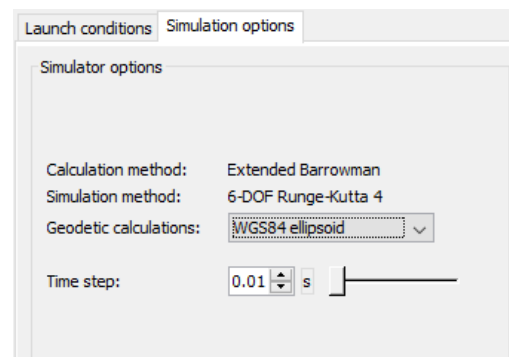 Launch conditions Simulation options
Simulator options
Calculation method: Extended Barrowman
Simulation method: 6-DOF Runge-Kutta 4
Geodetic calculations: WGS84 ellipsoid
Time step: 0.01 s